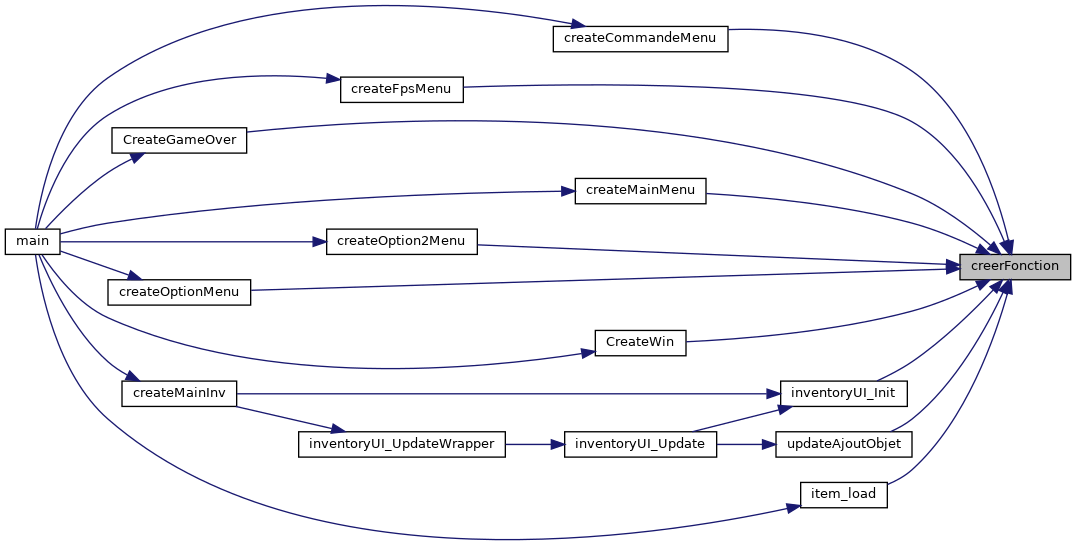 createCommandeMenu
createFpsMenu
CreateGameOver
createMainMenu
main
createOption2Menu
creerFonction
createOptionMenu
CreateWin
createMainInv
inventoryUI_Init
inventoryUI_UpdateWrapper
inventoryUI_Update
updateAjoutObjet
item_load